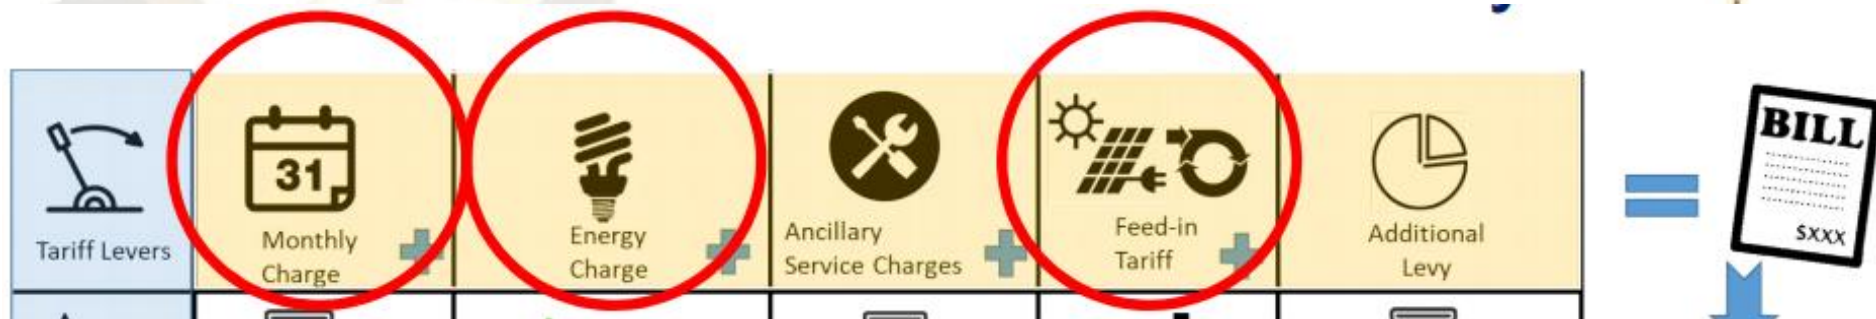 Tariff Levers
31
Monthly
Charge
Energy
Charge
Ancillary
Service Charges
Feed-in
Tariff
Additional
Levy
BILL
$XXX